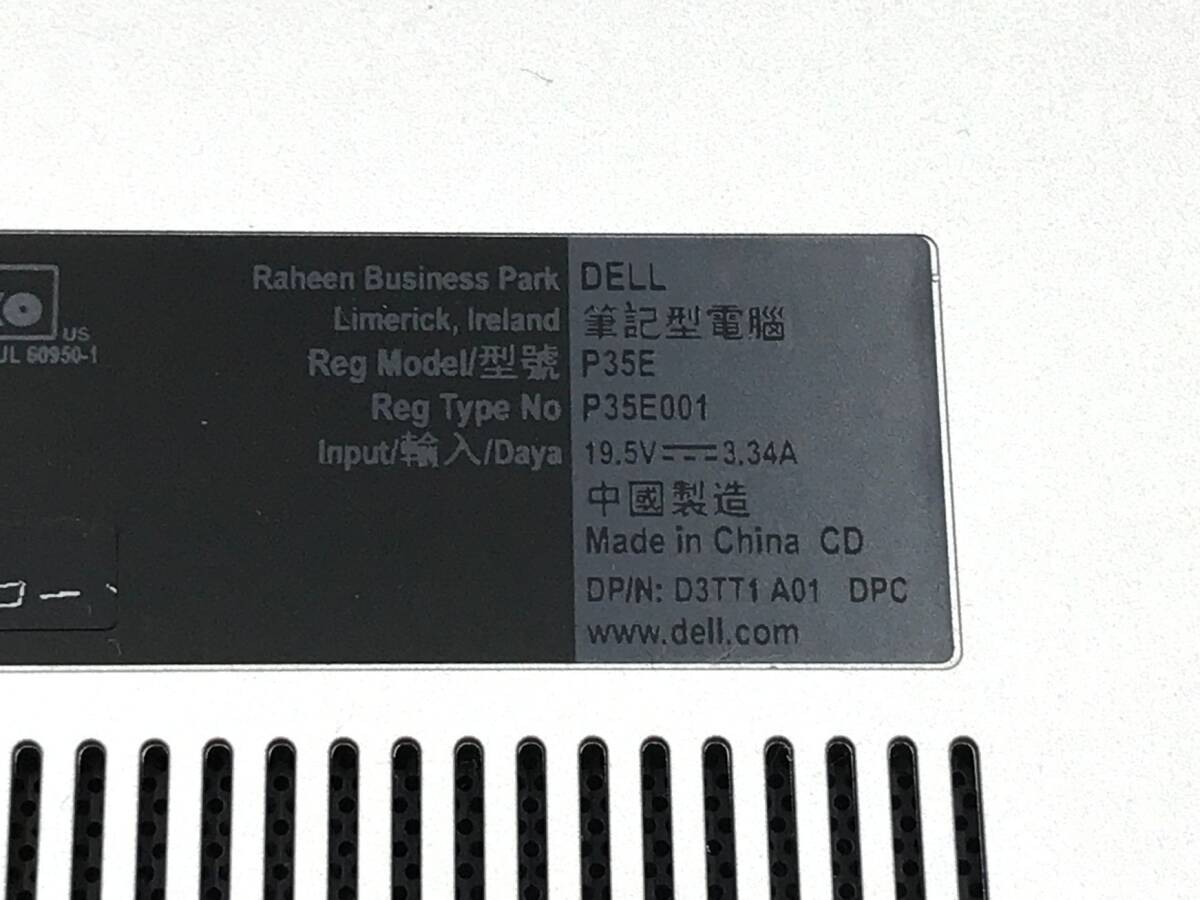 Raheen Business Park DELL
Limerick, Ireland 筆記型電腦
US
UL 60950-1
Reg Model/型號 P35E
Reg Type No P35E001
Input/輸入/Daya 19.5V⎓3.34A
中國製造
Made in China CD
DP/N: D3TT1 A01 DPC
www.dell.com